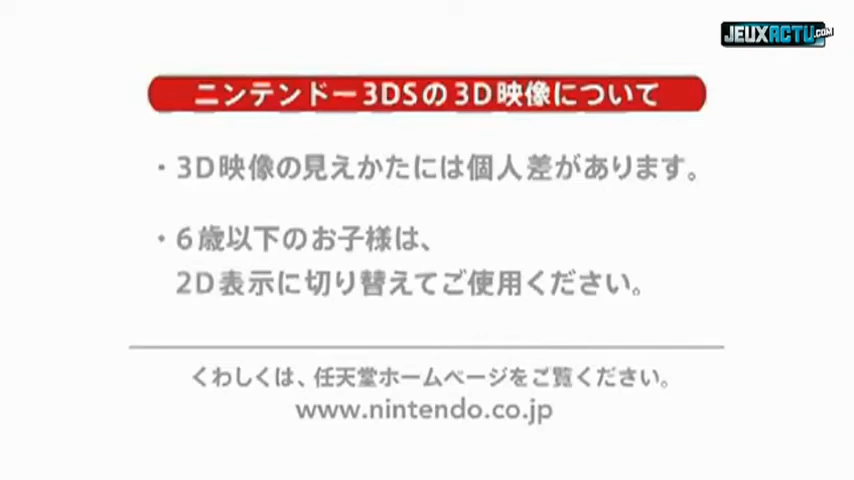 JEUXACTU.COM
ニンテンドー3DSの3D映像について
・3D映像の見えかたには個人差があります。
・6歳以下のお子様は、
2D表示に切り替えてご使用ください。
くわしくは、任天堂ホームページをご覧ください。
www.nintendo.co.jp